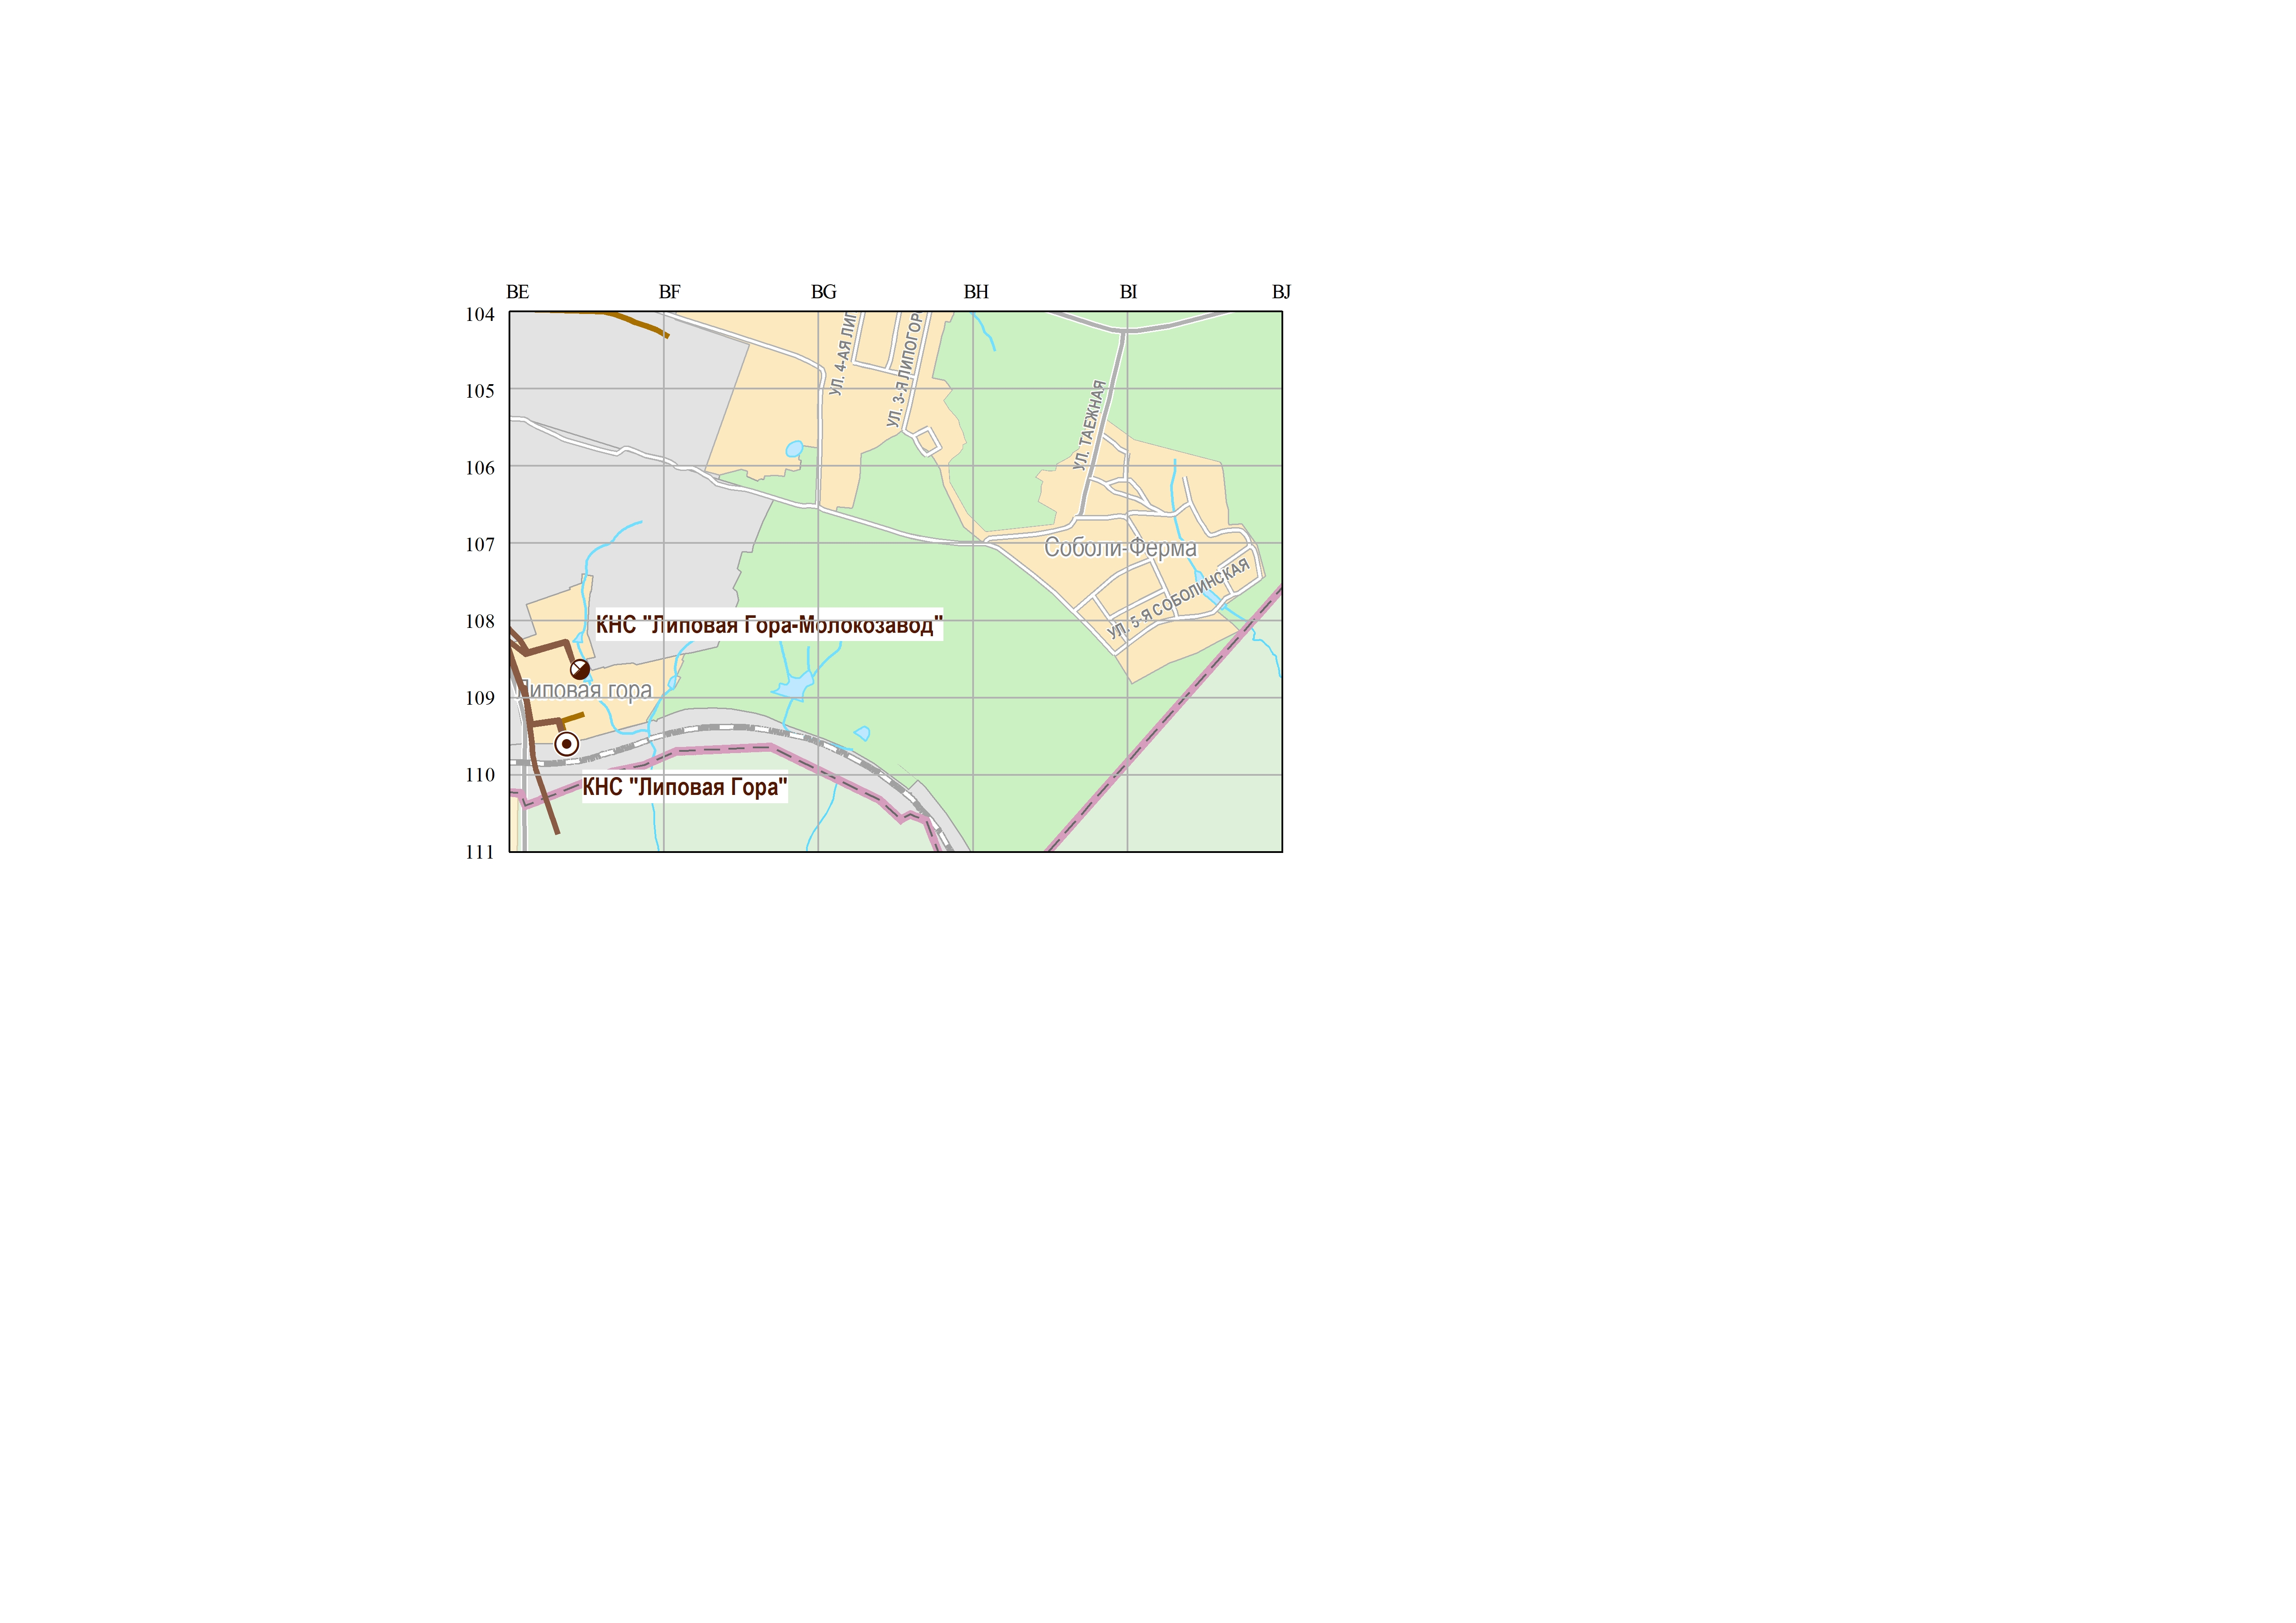 BE BF BG BH BI BJ
104
УЛ. 4-АЯ ЛИП
УЛ. 3-Я ЛИПОГОР
105
УЛ. ТАЕЖНАЯ
106
107
Соболи-Ферма
УЛ. 5-Я СОБОЛИНСКАЯ
108
КНС "Липовая Гора-Молокозавод"
Липовая гора
109
110
КНС "Липовая Гора"
111